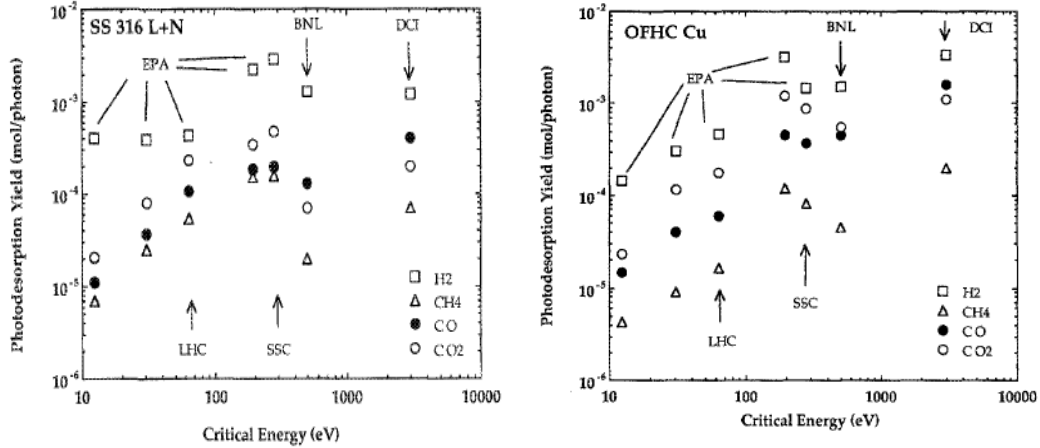 SS 316 L+N
BNL
DCI
EPA
10⁻²
10⁻³
10⁻⁴
10⁻⁵
10⁻⁶
Photodesorption Yield (mol/photon)
H2
CH4
CO
CO2
LHC
SSC
10
100
1000
10000
Critical Energy (eV)
OFHC Cu
BNL
DCI
EPA
10⁻²
10⁻³
10⁻⁴
10⁻⁵
10⁻⁶
Photodesorption Yield (mol/photon)
SSC
H2
CH4
CO
CO2
LHC
10
100
1000
10000
Critical Energy (eV)